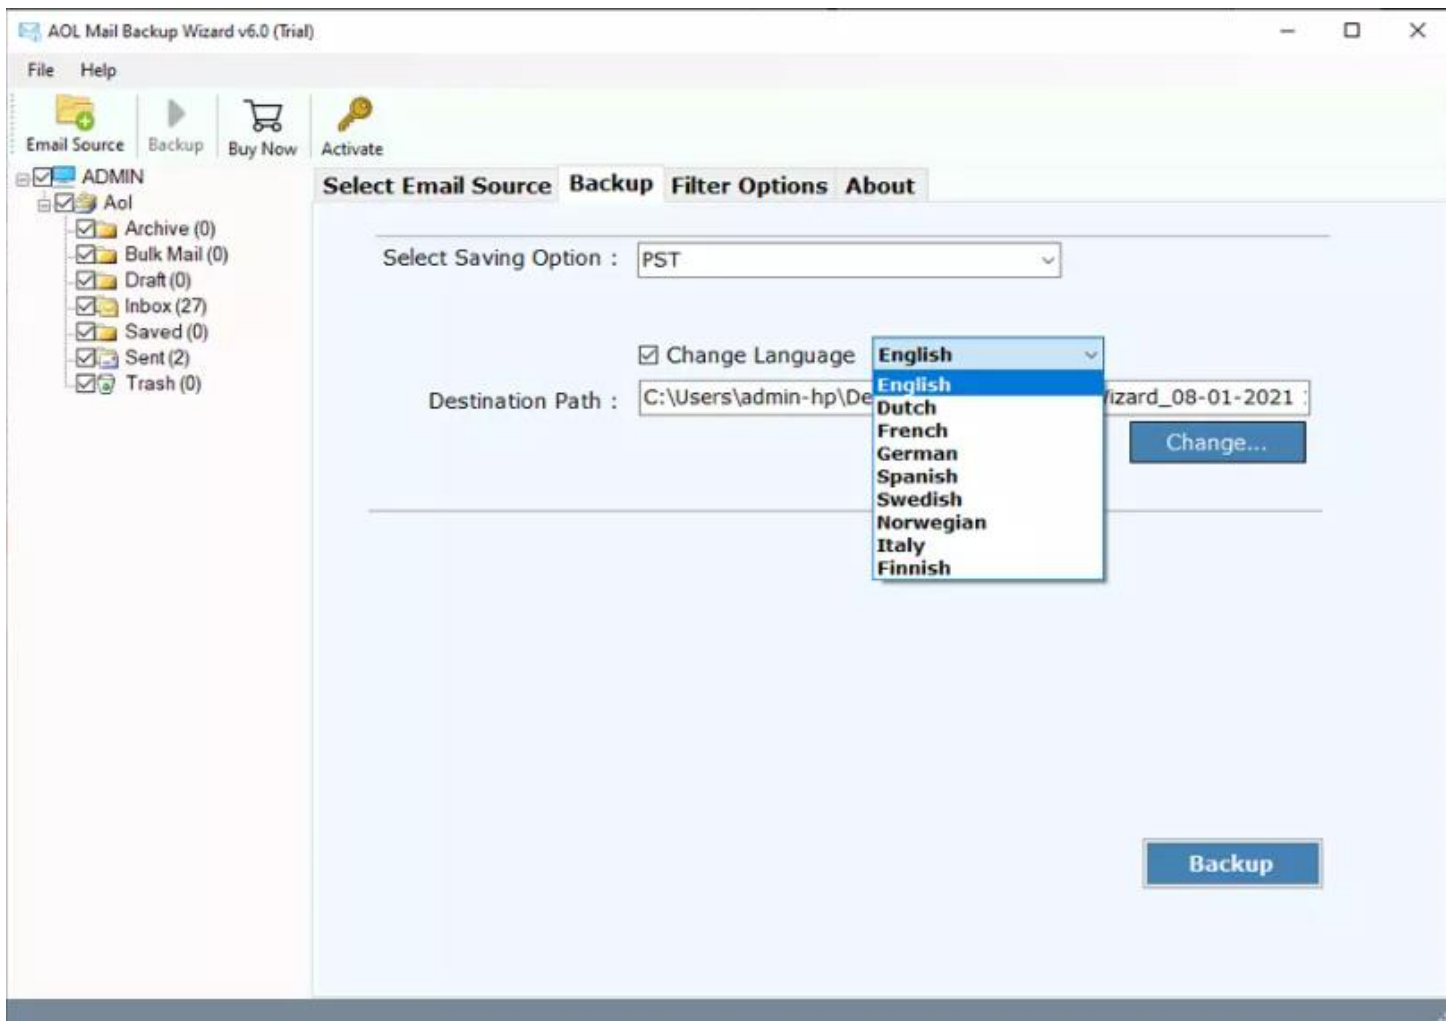 AOL Mail Backup Wizard v6.0 (Trial)
File Help
Email Source Backup Buy Now Activate
ADMIN
Aol
Archive (0)
Bulk Mail (0)
Draft (0)
Inbox (27)
Saved (0)
Sent (2)
Trash (0)
Select Email Source Backup Filter Options About
Select Saving Option : PST
Change Language English
English
Dutch
French
German
Spanish
Swedish
Norwegian
Italy
Finnish
Destination Path : C:\Users\admin-hp\De izard_08-01-2021
Change...
Backup